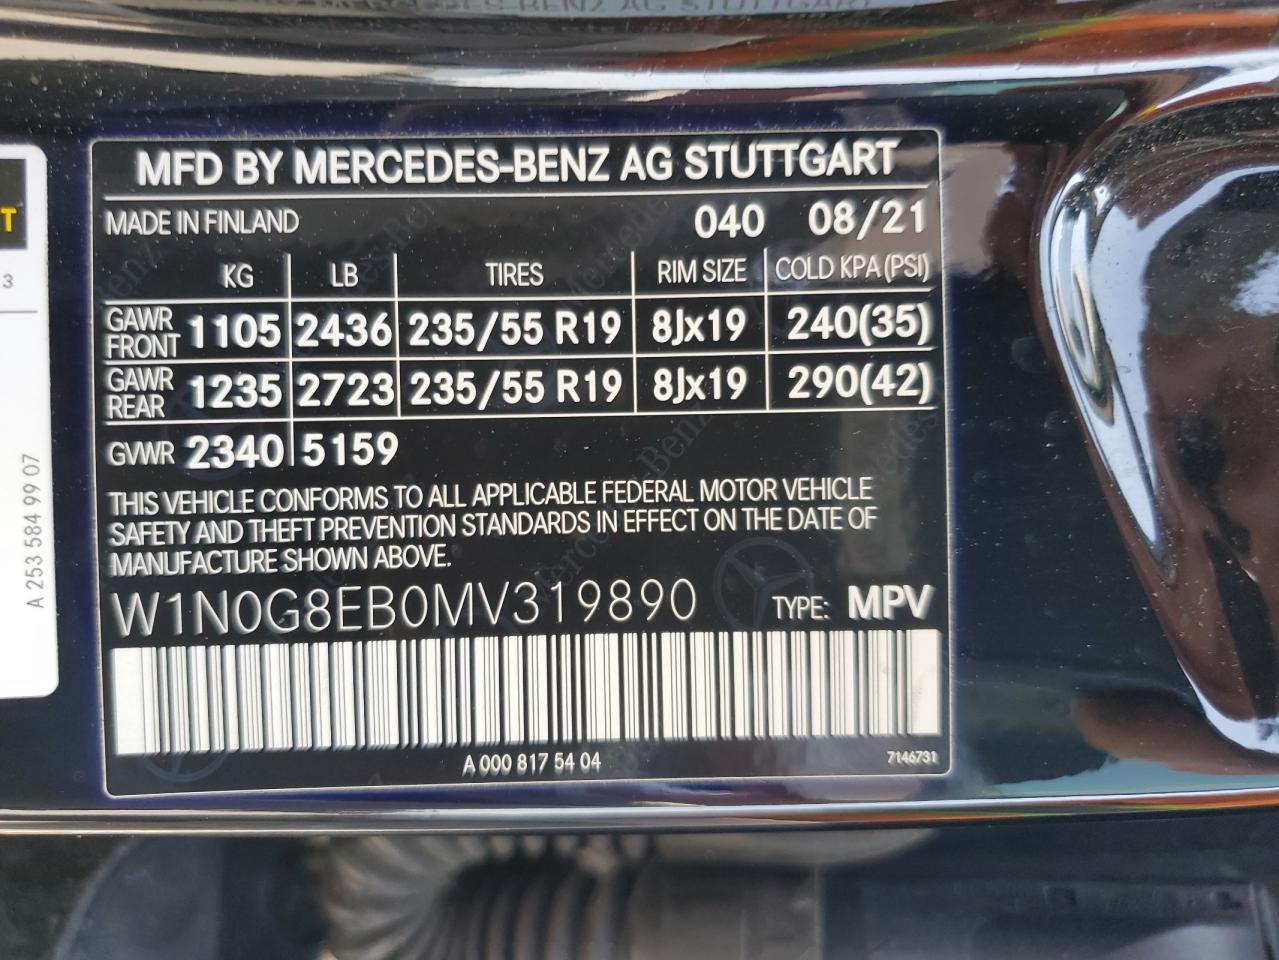 MFD BY MERCEDES-BENZ AG STUTTGART
MADE IN FINLAND 040 08/21
KG LB TIRES RIM SIZE COLD KPA (PSI)
GAWR FRONT 1105 2436 235/55 R19 8Jx19 240(35)
GAWR REAR 1235 2723 235/55 R19 8Jx19 290(42)
GVWR 2340 5159
THIS VEHICLE CONFORMS TO ALL APPLICABLE FEDERAL MOTOR VEHICLE
SAFETY AND THEFT PREVENTION STANDARDS IN EFFECT ON THE DATE OF
MANUFACTURE SHOWN ABOVE.
W1N0G8EB0MV319890 TYPE: MPV
A 000 817 54 04 7146731
T
3
A 253 584 99 07